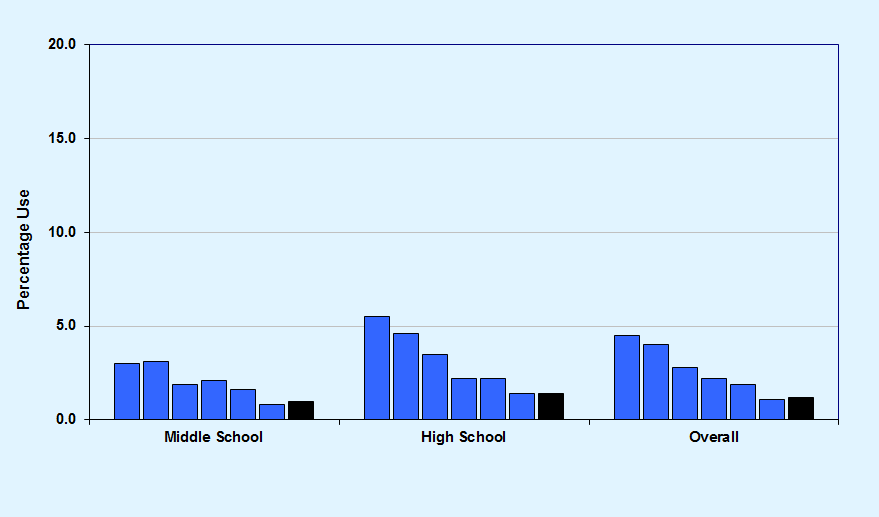 20.0
15.0
10.0
5.0
0.0
Percentage Use
Middle School
High School
Overall